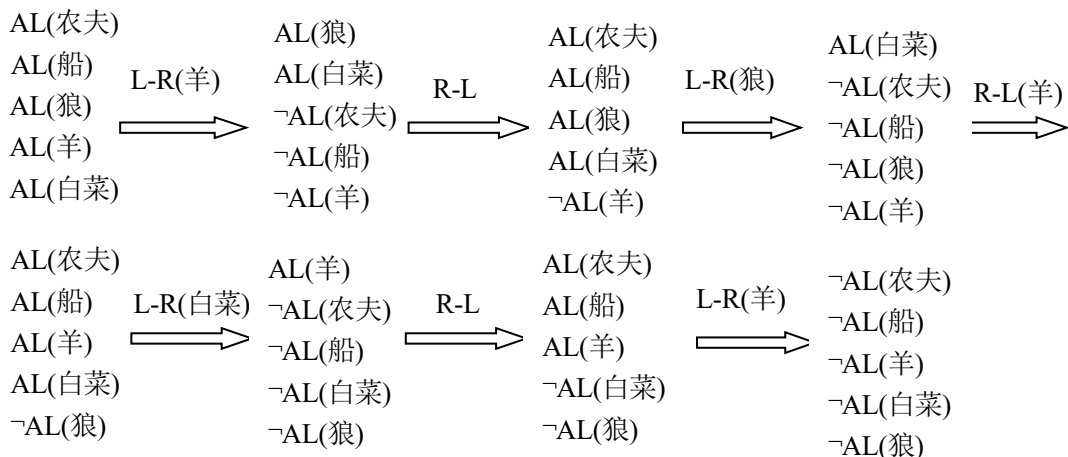 AL(农夫)
AL(船)
AL(狼)
AL(羊)
AL(白菜)
L-R(羊)
AL(狼)
AL(白菜)
¬AL(农夫)
¬AL(船)
¬AL(羊)
R-L
AL(农夫)
AL(船)
AL(狼)
AL(白菜)
¬AL(羊)
L-R(狼)
AL(白菜)
¬AL(农夫)
¬AL(船)
¬AL(狼)
¬AL(羊)
R-L(羊)
AL(农夫)
AL(船)
AL(羊)
AL(白菜)
¬AL(狼)
L-R(白菜)
AL(羊)
¬AL(农夫)
¬AL(船)
¬AL(白菜)
¬AL(狼)
R-L
AL(农夫)
AL(船)
AL(羊)
¬AL(白菜)
¬AL(狼)
L-R(羊)
¬AL(农夫)
¬AL(船)
¬AL(羊)
¬AL(白菜)
¬AL(狼)